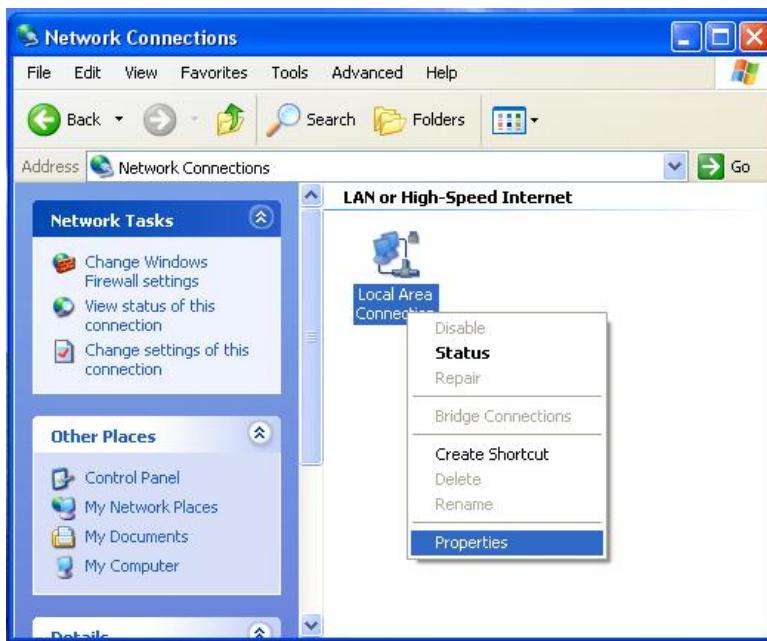 Network Connections
File Edit View Favorites Tools Advanced Help
Back Search Folders
Address Network Connections Go
Network Tasks
Change Windows
Firewall settings
View status of this
connection
Change settings of this
connection
Other Places
Control Panel
My Network Places
My Documents
My Computer
Details
LAN or High-Speed Internet
Local Area
Connection
Disable
Status
Repair
Bridge Connections
Create Shortcut
Delete
Rename
Properties